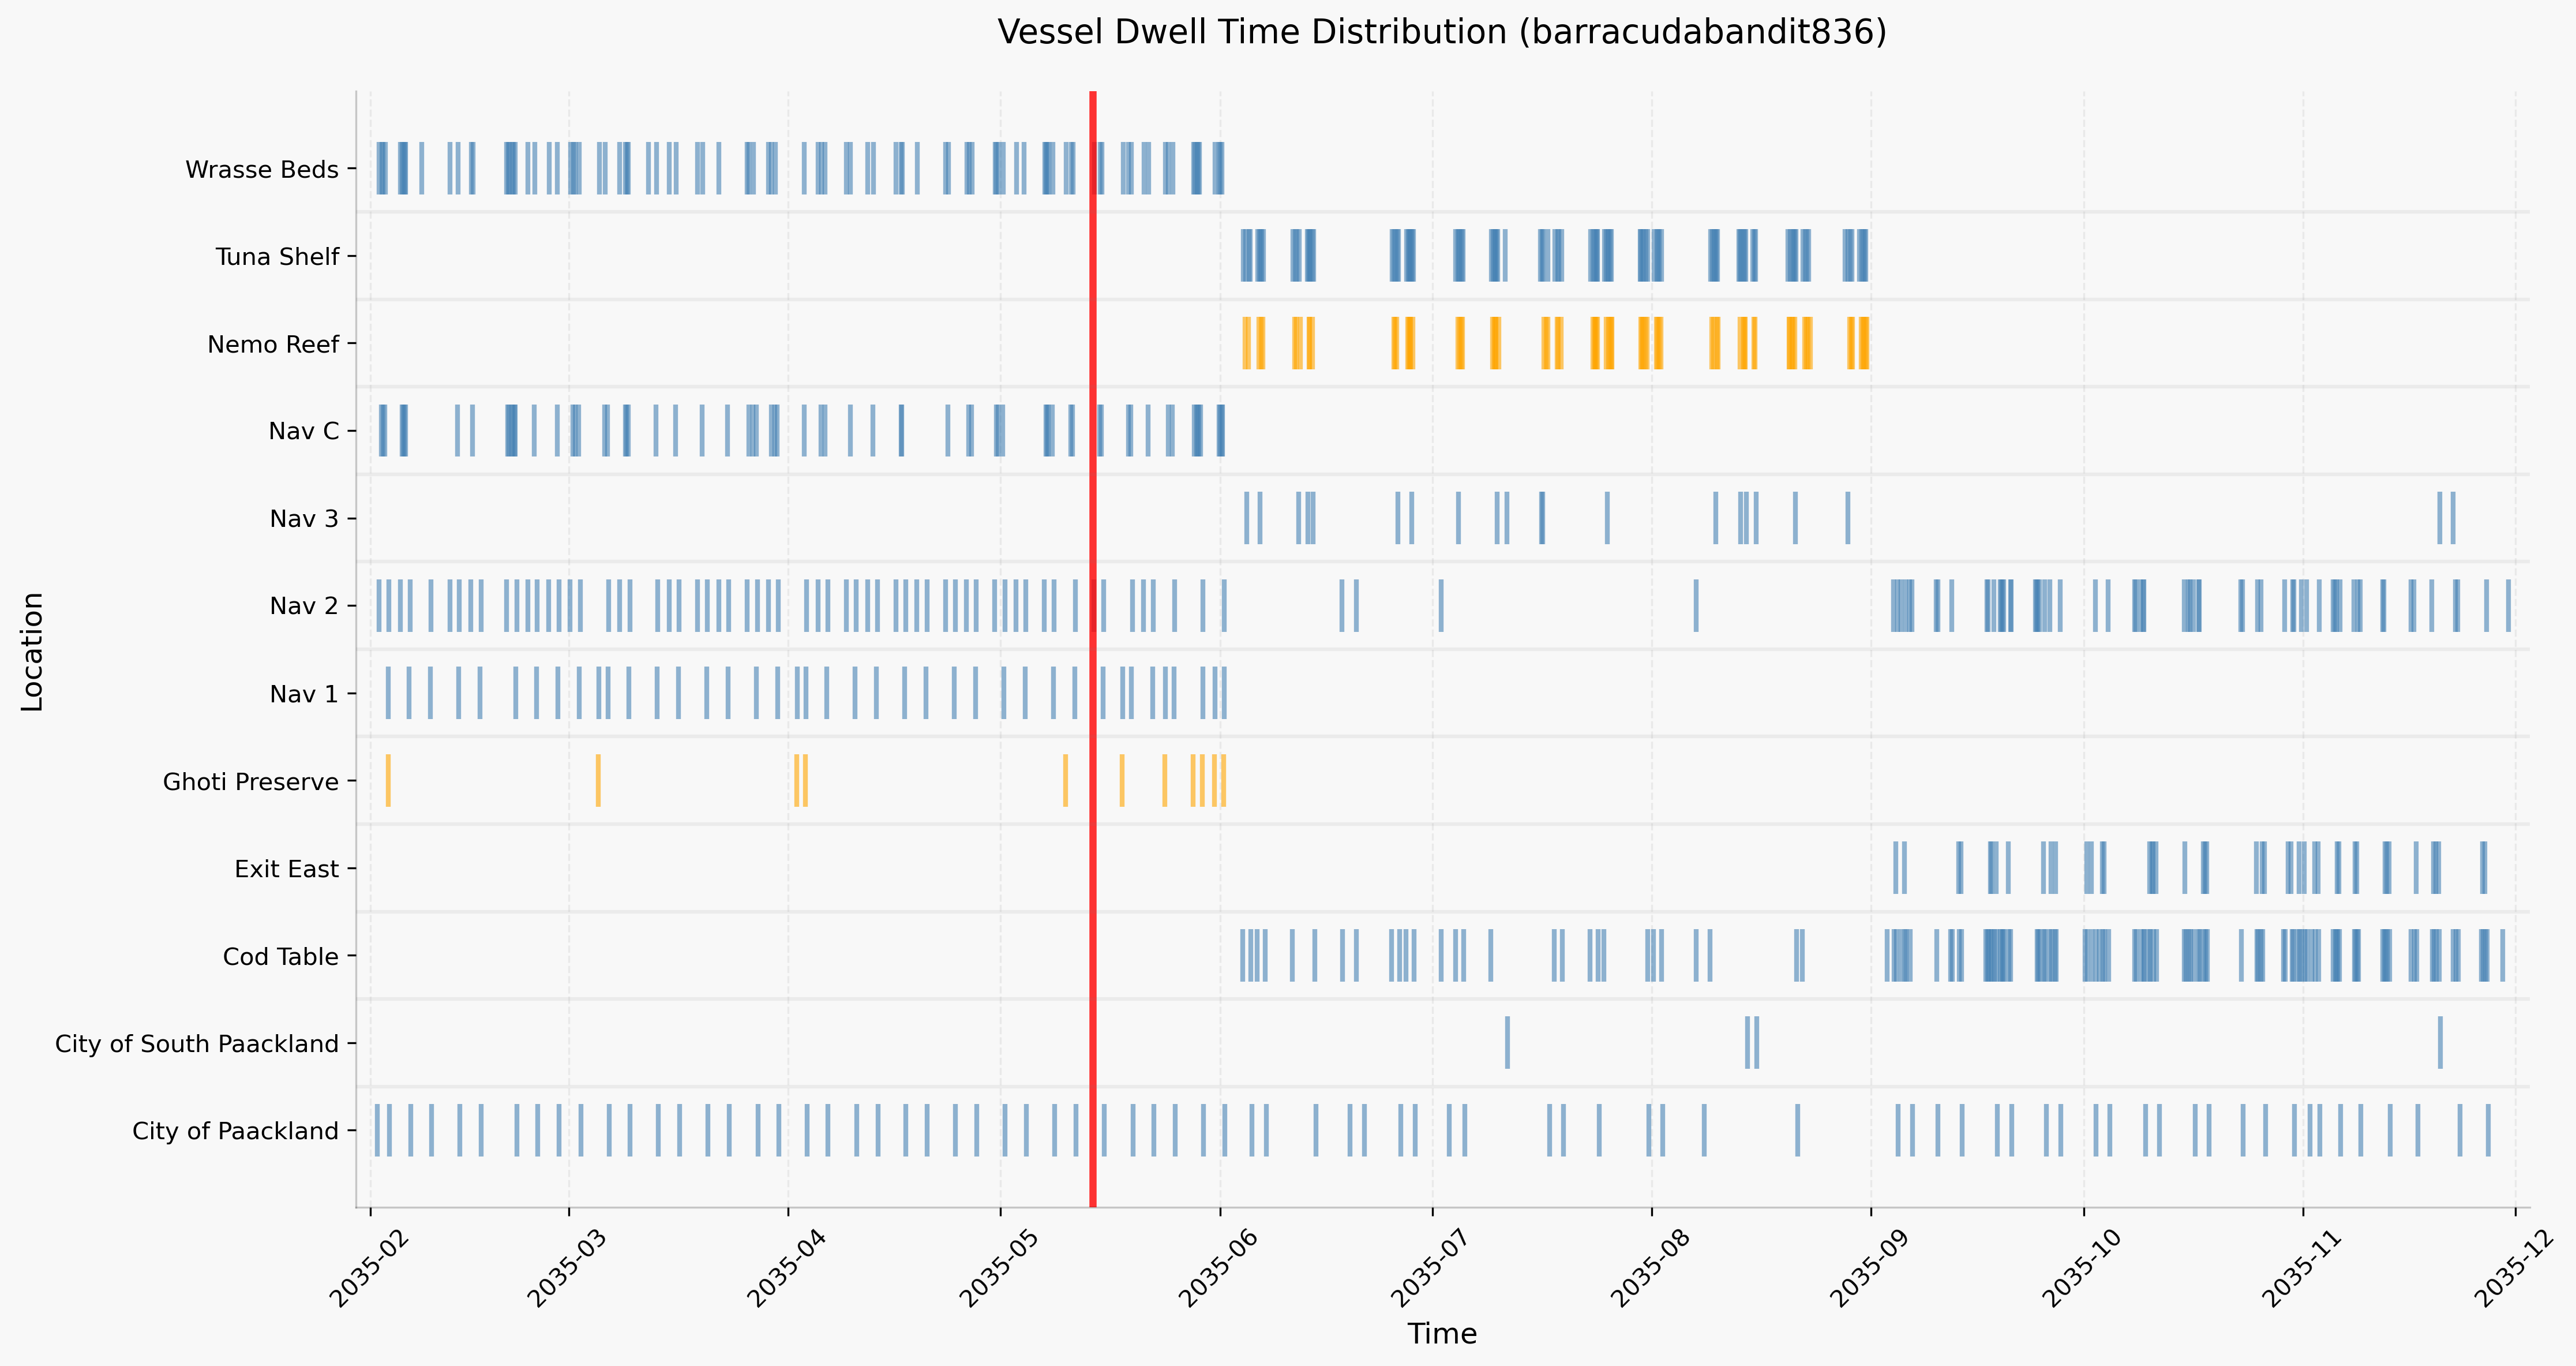 Vessel Dwell Time Distribution (barracudabandit836)
Location
Wrasse Beds
Tuna Shelf
Nemo Reef
Nav C
Nav 3
Nav 2
Nav 1
Ghoti Preserve
Exit East
Cod Table
City of South Paackland
City of Paackland
2035-02
2035-03
2035-04
2035-05
2035-06
2035-07
2035-08
2035-09
2035-10
2035-11
2035-12
Time